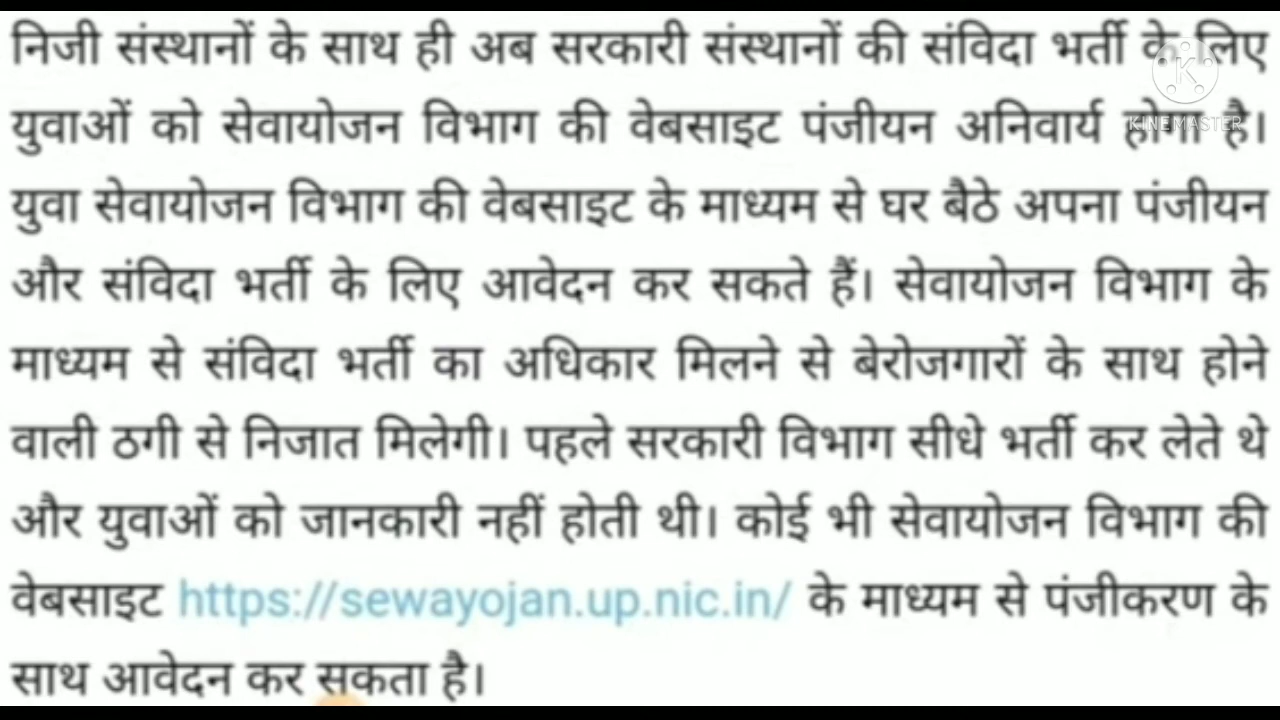 निजी संस्थानों के साथ ही अब सरकारी संस्थानों की संविदा भर्ती के लिए
युवाओं को सेवायोजन विभाग की वेबसाइट पंजीयन अनिवार्य होगा है।
युवा सेवायोजन विभाग की वेबसाइट के माध्यम से घर बैठे अपना पंजीयन
और संविदा भर्ती के लिए आवेदन कर सकते हैं। सेवायोजन विभाग के
माध्यम से संविदा भर्ती का अधिकार मिलने से बेरोजगारों के साथ होने
वाली ठगी से निजात मिलेगी। पहले सरकारी विभाग सीधे भर्ती कर लेते थे
और युवाओं को जानकारी नहीं होती थी। कोई भी सेवायोजन विभाग की
वेबसाइट https://sewayojan.up.nic.in/ के माध्यम से पंजीकरण के
साथ आवेदन कर सकता है।
K
KINEMASTER